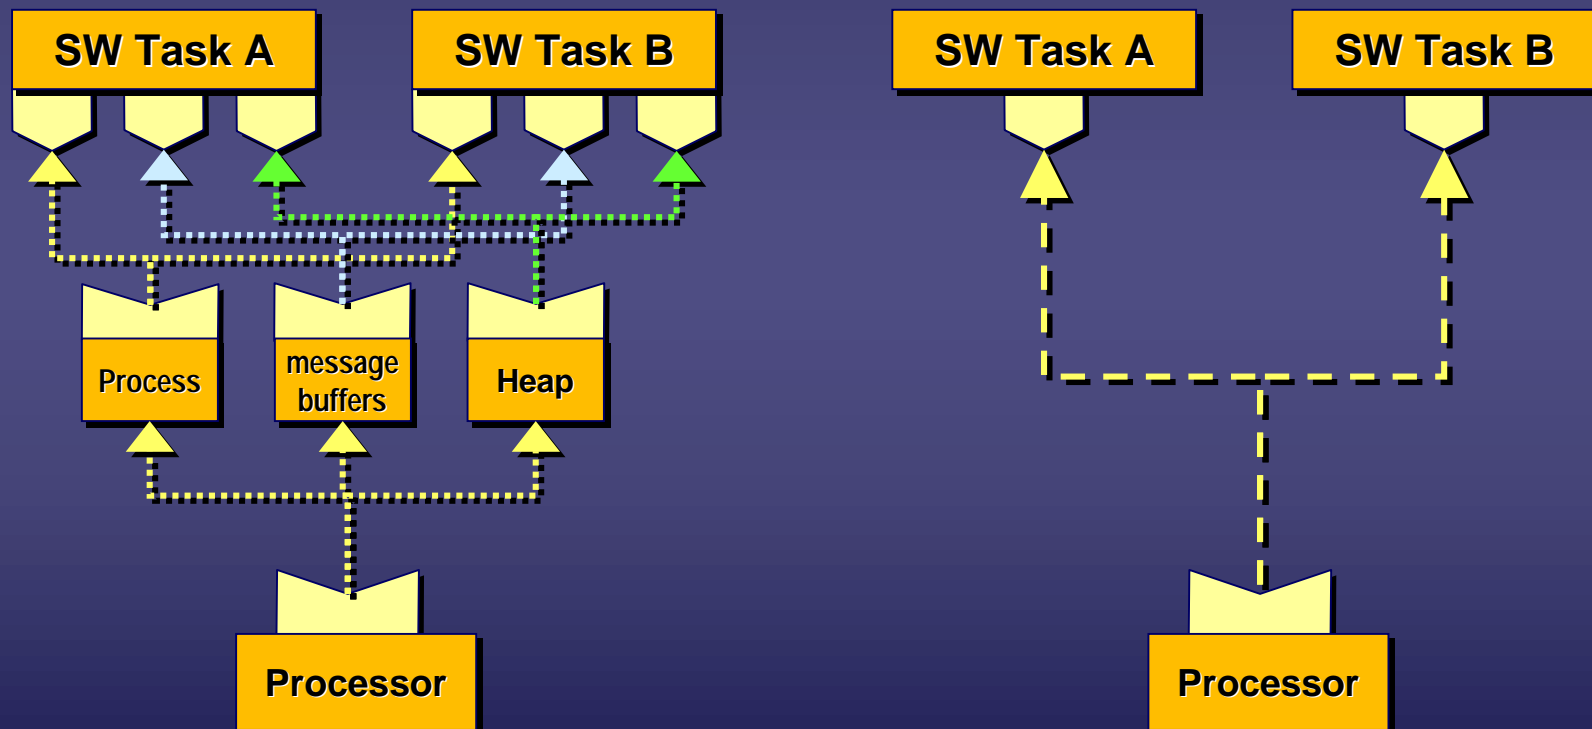 SW Task A
SW Task B
SW Task A
SW Task B
Process
message
buffers
Heap
Processor
Processor